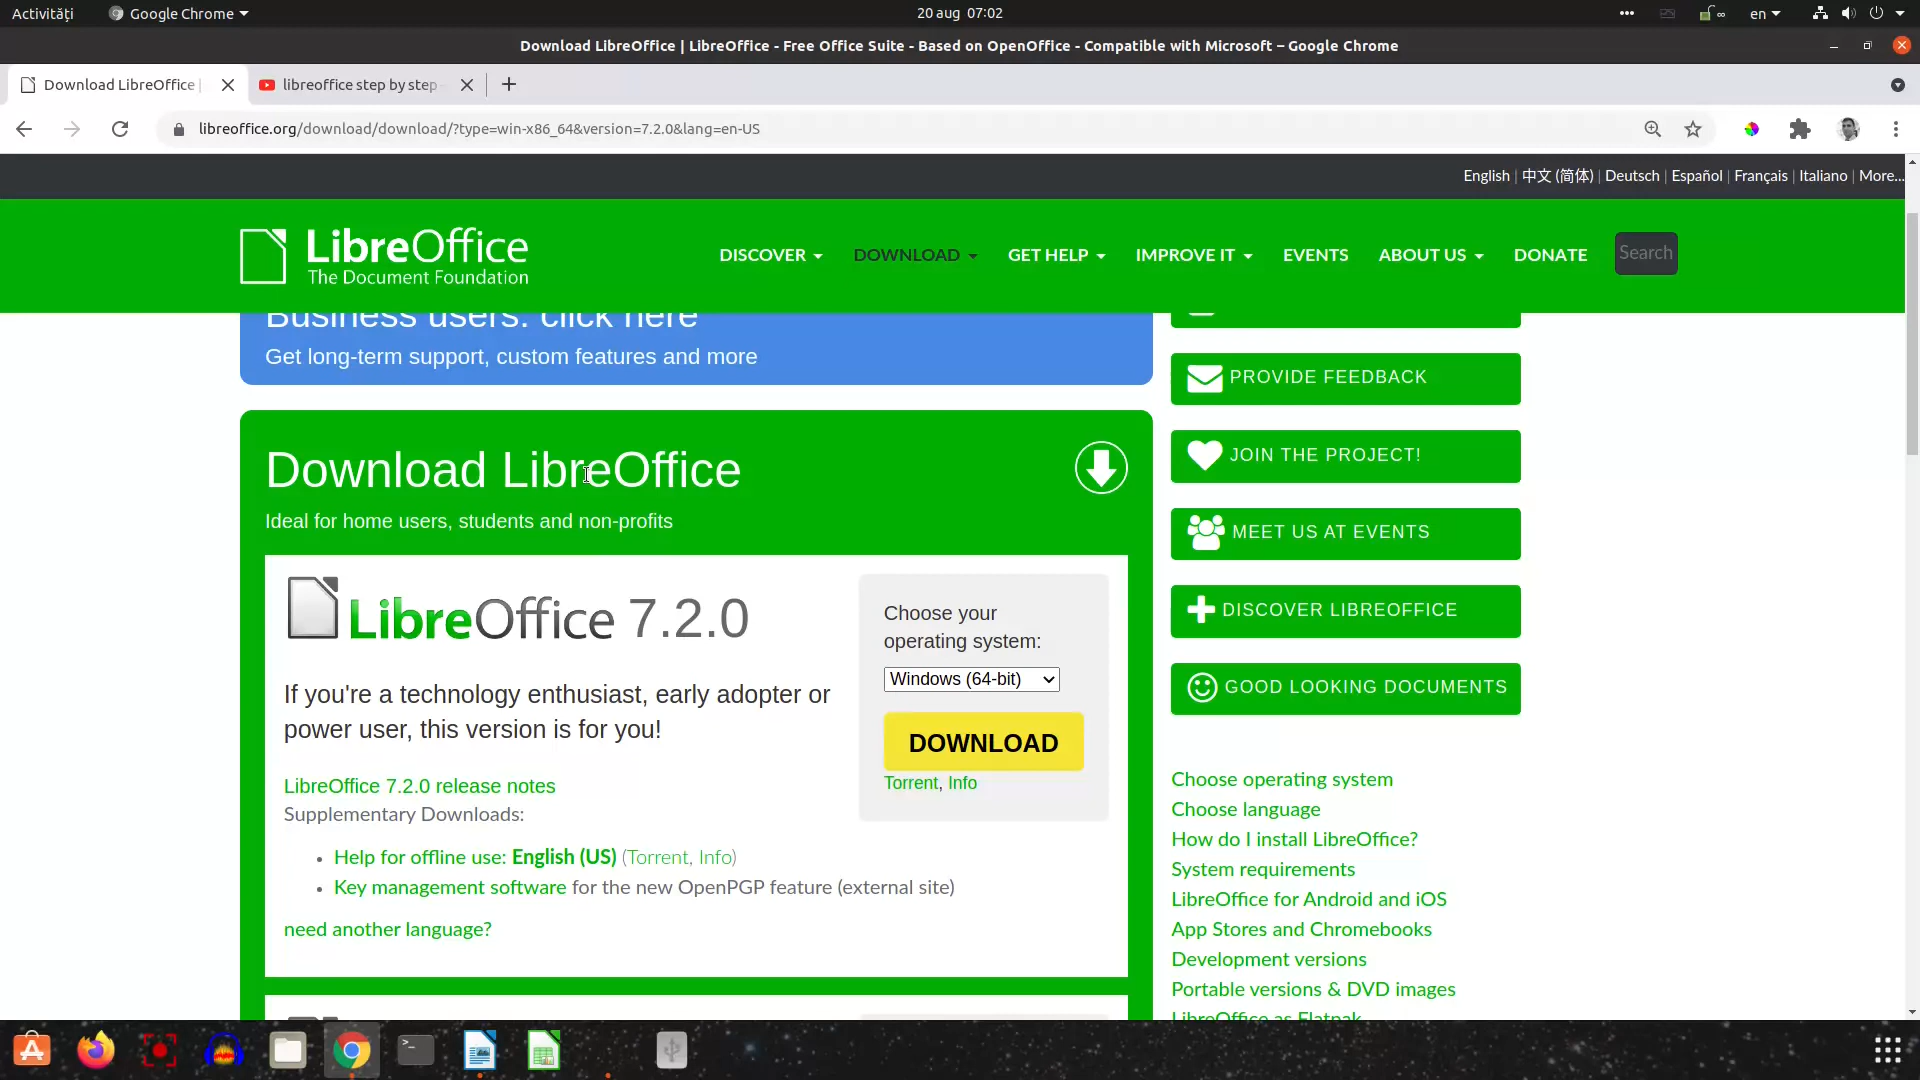 Activități
Google Chrome
20 aug 07:02
en
Download LibreOffice | LibreOffice - Free Office Suite - Based on OpenOffice - Compatible with Microsoft – Google Chrome
Download LibreOffice |
libreoffice step by step
libreoffice.org/download/download/?type=win-x86_64&version=7.2.0&lang=en-US
English | 中文 (简体) | Deutsch | Español | Français | Italiano | More...
LibreOffice
The Document Foundation
DISCOVER
DOWNLOAD
GET HELP
IMPROVE IT
EVENTS
ABOUT US
DONATE
Search
Business users: click here
Get long-term support, custom features and more
Download LibreOffice
Ideal for home users, students and non-profits
LibreOffice 7.2.0
If you're a technology enthusiast, early adopter or
power user, this version is for you!
LibreOffice 7.2.0 release notes
Supplementary Downloads:
Help for offline use: English (US) (Torrent, Info)
Key management software for the new OpenPGP feature (external site)
need another language?
Choose your
operating system:
Windows (64-bit)
DOWNLOAD
Torrent, Info
PROVIDE FEEDBACK
JOIN THE PROJECT!
MEET US AT EVENTS
DISCOVER LIBREOFFICE
GOOD LOOKING DOCUMENTS
Choose operating system
Choose language
How do I install LibreOffice?
System requirements
LibreOffice for Android and iOS
App Stores and Chromebooks
Development versions
Portable versions & DVD images
LibreOffice as Flatpak